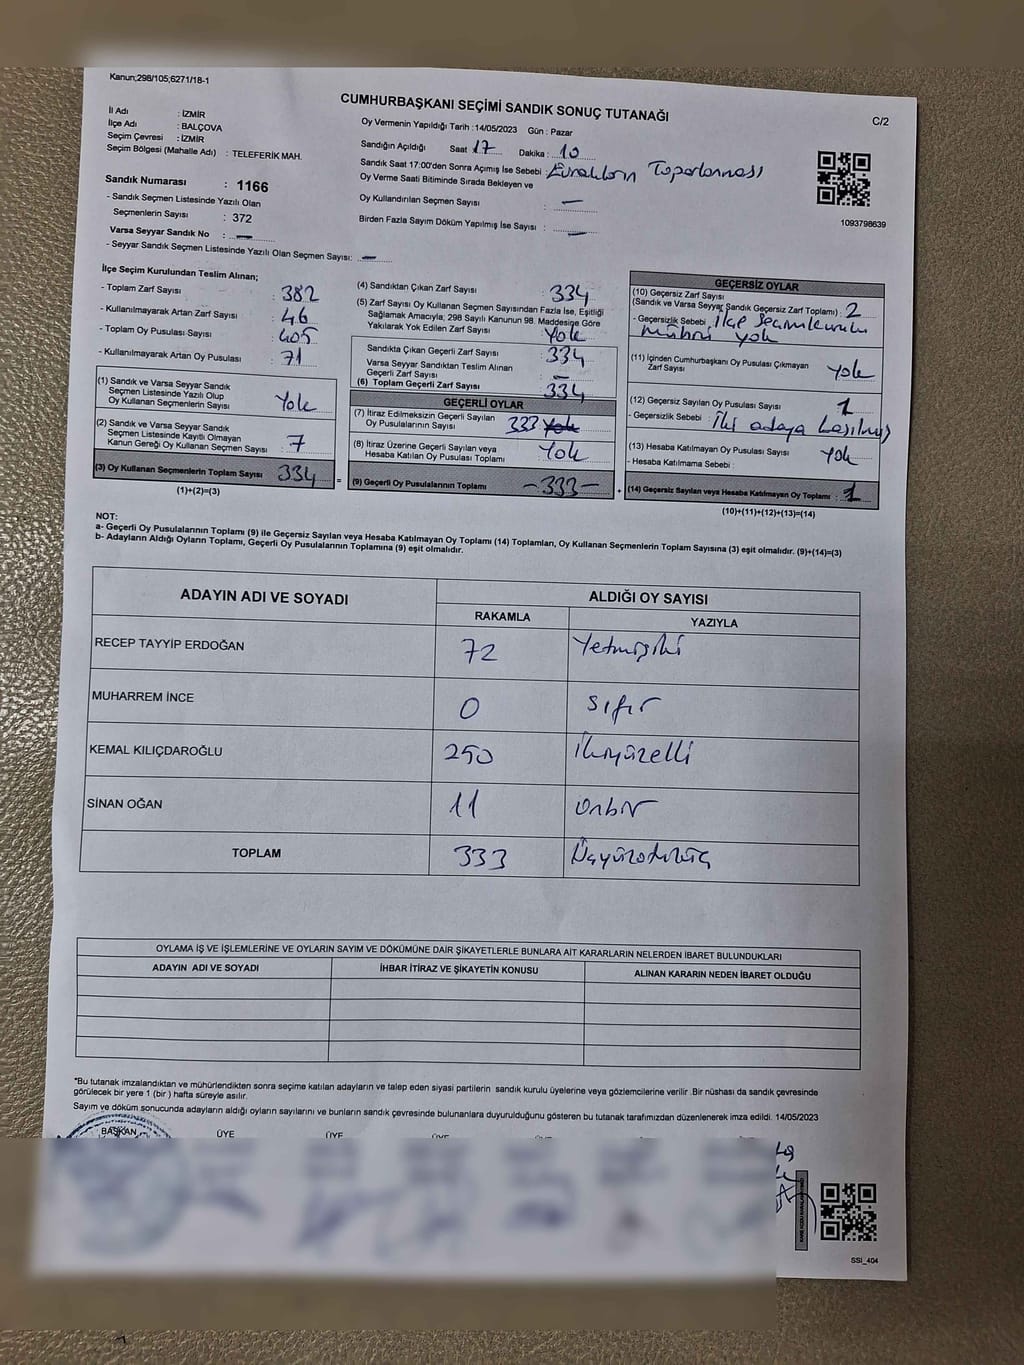 Kanun;298/105;6271/18-1
CUMHURBAŞKANI SEÇİMİ SANDIK SONUÇ TUTANAĞI
C/2
İl Adı : İZMİR
İlçe Adı : BALÇOVA
Seçim Çevresi : İZMİR
Seçim Bölgesi (Mahalle Adı) : TELEFERİK MAH.
Oy Vermenin Yapıldığı Tarih :14/05/2023 Gün : Pazar
Sandığın Açıldığı Saat 17 Dakika : 10
Sandık Saat 17:00'den Sonra Açımış İse Sebebi Evrakların Toparlanması
Oy Verme Saati Bitiminde Sırada Bekleyen ve
Oy Kullandırılan Seçmen Sayısı : —
Birden Fazla Sayım Döküm Yapılmış İse Sayısı : —
1093798639
Sandık Numarası : 1166
- Sandık Seçmen Listesinde Yazılı Olan
Seçmenlerin Sayısı : 372
Varsa Seyyar Sandık No : —
- Seyyar Sandık Seçmen Listesinde Yazılı Olan Seçmen Sayısı: —
İlçe Seçim Kurulundan Teslim Alınan;
- Toplam Zarf Sayısı : 382
- Kullanılmayarak Artan Zarf Sayısı : 46
- Toplam Oy Pusulası Sayısı : 405
- Kullanılmayarak Artan Oy Pusulası : 71
(1) Sandık ve Varsa Seyyar Sandık
Seçmen Listesinde Yazılı Olup
Oy Kullanan Seçmenlerin Sayısı : Yok
(2) Sandık ve Varsa Seyyar Sandık
Seçmen Listesinde Kayıtlı Olmayan
Kanun Gereği Oy Kullanan Seçmen Sayısı : 7
(3) Oy Kullanan Seçmenlerin Toplam Sayısı 334
(1)+(2)=(3)
(4) Sandıktan Çıkan Zarf Sayısı : 334
(5) Zarf Sayısı Oy Kullanan Seçmen Sayısından Fazla İse, Eşitliği
Sağlamak Amacıyla; 298 Sayılı Kanunun 98. Maddesine Göre
Yakılarak Yok Edilen Zarf Sayısı : Yok
Sandıkta Çıkan Geçerli Zarf Sayısı : 334
Varsa Seyyar Sandıktan Teslim Alınan
Geçerli Zarf Sayısı : —
(6) Toplam Geçerli Zarf Sayısı : 334
GEÇERLİ OYLAR
(7) İtiraz Edilmeksizin Geçerli Sayılan
Oy Pusulalarının Sayısı : 333 Yok
(8) İtiraz Üzerine Geçerli Sayılan veya
Hesaba Katılan Oy Pusulası Toplamı : Yok
= (9) Geçerli Oy Pusulalarının Toplamı : —333—
GEÇERSİZ OYLAR
(10) Geçersiz Zarf Sayısı
(Sandık ve Varsa Seyyar Sandık Geçersiz Zarf Toplamı) : 2
- Geçersizlik Sebebi : İlçe Seçim kurulu
mührü yok
(11) İçinden Cumhurbaşkanı Oy Pusulası Çıkmayan
Zarf Sayısı : Yok
(12) Geçersiz Sayılan Oy Pusulası Sayısı : 1
- Geçersizlik Sebebi : İki adaya basılmış
(13) Hesaba Katılmayan Oy Pusulası Sayısı : Yok
- Hesaba Katılmama Sebebi :
+ (14) Geçersiz Sayılan veya Hesaba Katılmayan Oy Toplamı : 1
(10)+(11)+(12)+(13)=(14)
NOT:
a- Geçerli Oy Pusulalarının Toplamı (9) ile Geçersiz Sayılan veya Hesaba Katılmayan Oy Toplamı (14) Toplamları, Oy Kullanan Seçmenlerin Toplam Sayısına (3) eşit olmalıdır. (9)+(14)=(3)
b- Adayların Aldığı Oyların Toplamı, Geçerli Oy Pusulalarının Toplamına (9) eşit olmalıdır.
ADAYIN ADI VE SOYADI ALDIĞI OY SAYISI
RAKAMLA YAZIYLA
RECEP TAYYİP ERDOĞAN 72 Yetmişiki
MUHARREM İNCE 0 sıfır
KEMAL KILIÇDAROĞLU 250 ikiyüzelli
SİNAN OĞAN 11 onbir
TOPLAM 333 Üçyüzotuzüç
OYLAMA İŞ VE İŞLEMLERİNE VE OYLARIN SAYIM VE DÖKÜMÜNE DAİR ŞİKAYETLERLE BUNLARA AİT KARARLARIN NELERDEN İBARET BULUNDUKLARI
ADAYIN ADI VE SOYADI İHBAR İTİRAZ VE ŞİKAYETİN KONUSU ALINAN KARARIN NEDEN İBARET OLDUĞU
*Bu tutanak imzalandıktan ve mühürlendikten sonra seçime katılan adayların ve talep eden siyasi partilerin sandık kurulu üyelerine veya gözlemcilerine verilir .Bir nüshası da sandık çevresinde
görülecek bir yere 1 (bir ) hafta süreyle asılır.
Sayım ve döküm sonucunda adayların aldığı oyların sayılarını ve bunların sandık çevresinde bulunanlara duyurulduğunu gösteren bu tutanak tarafımızdan düzenlenerek imza edildi. 14/05/2023
BAŞKAN ÜYE ÜYE ÜYE ÜYE
SSİ_404